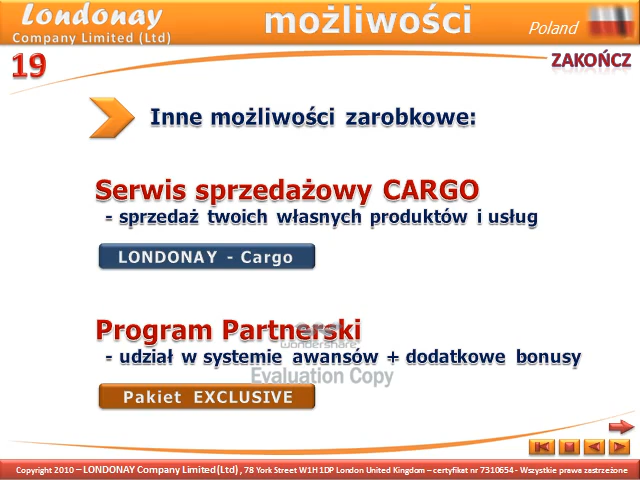 Londonay
Company Limited (Ltd)
możliwości
Poland
19
ZAKOŃCZ
Inne możliwości zarobkowe:
Serwis sprzedażowy CARGO
- sprzedaż twoich własnych produktów i usług
LONDONAY - Cargo
Program Partnerski
wondershare
- udział w systemie awansów + dodatkowe bonusy
Evaluation Copy
Pakiet EXCLUSIVE
Copyright 2010 – LONDONAY Company Limited(Ltd) , 78 York Street W1H 1DP London United Kingdom – certyfikat nr 7310654 - Wszystkie prawa zastrzeżone